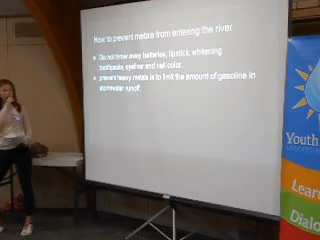 How to prevent metals from entering the river
Do not throw away batteries, lipstick, whitening
toothpaste, eyeliner and nail color.
prevent heavy metals is to limit the amount of gasoline in
stormwater runoff.
Youth
Learn
Dialo